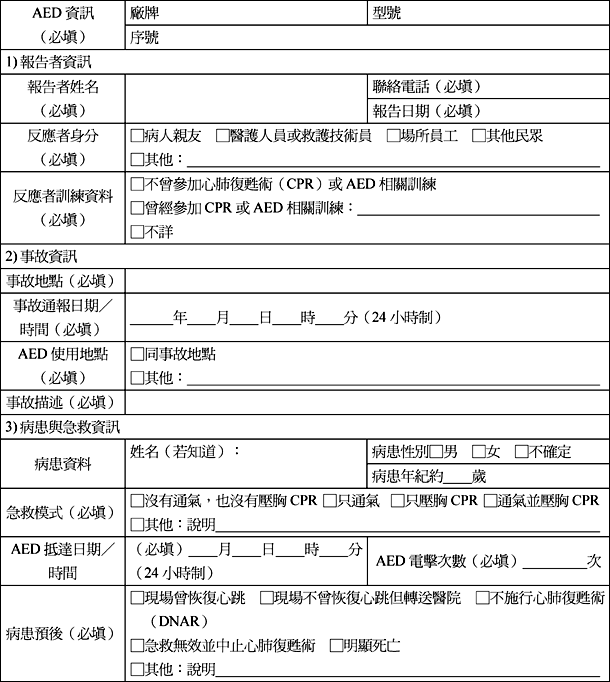 AED 資訊
（必填）
廠牌
型號
序號
1) 報告者資訊
報告者姓名
（必填）
聯絡電話（必填）
報告日期（必填）
反應者身分
（必填）
□病人親友　□醫護人員或救護技術員　□場所員工　□其他民眾
□其他：
反應者訓練資料
（必填）
□不曾參加心肺復甦術（CPR）或 AED 相關訓練
□曾經參加 CPR 或 AED 相關訓練：
□不詳
2) 事故資訊
事故地點（必填）
事故通報日期／
時間（必填）
______年____月____日____時____分（24 小時制）
AED 使用地點
（必填）
□同事故地點
□其他：
事故描述（必填）
3) 病患與急救資訊
病患資料
姓名（若知道）：
病患性別□男　□女　□不確定
病患年紀約____歲
急救模式（必填）
□沒有通氣，也沒有壓胸 CPR □只通氣　□只壓胸 CPR □通氣並壓胸 CPR
□其他：說明
AED 抵達日期／
時間
（必填）____月____日____時____分
（24 小時制）
AED 電擊次數（必填）________次
病患預後（必填）
□現場曾恢復心跳　□現場不曾恢復心跳但轉送醫院　□不施行心肺復甦術
（DNAR）
□急救無效並中止心肺復甦術　□明顯死亡
□其他：說明